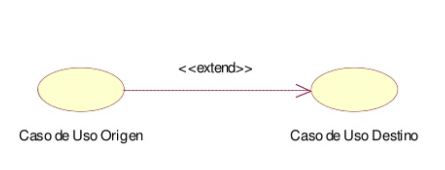 <<extend>>
Caso de Uso Origen
Caso de Uso Destino